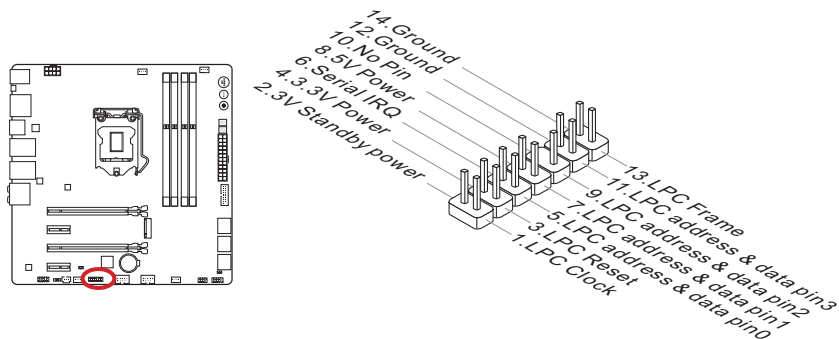 14.Ground
12.Ground
10.No Pin
8.5V Power
6.Serial IRQ
4.3.3V Power
2.3V Standby power
13.LPC Frame
11.LPC address & data pin3
9.LPC address & data pin2
7.LPC address & data pin1
5.LPC address & data pin0
3.LPC Reset
1.LPC Clock